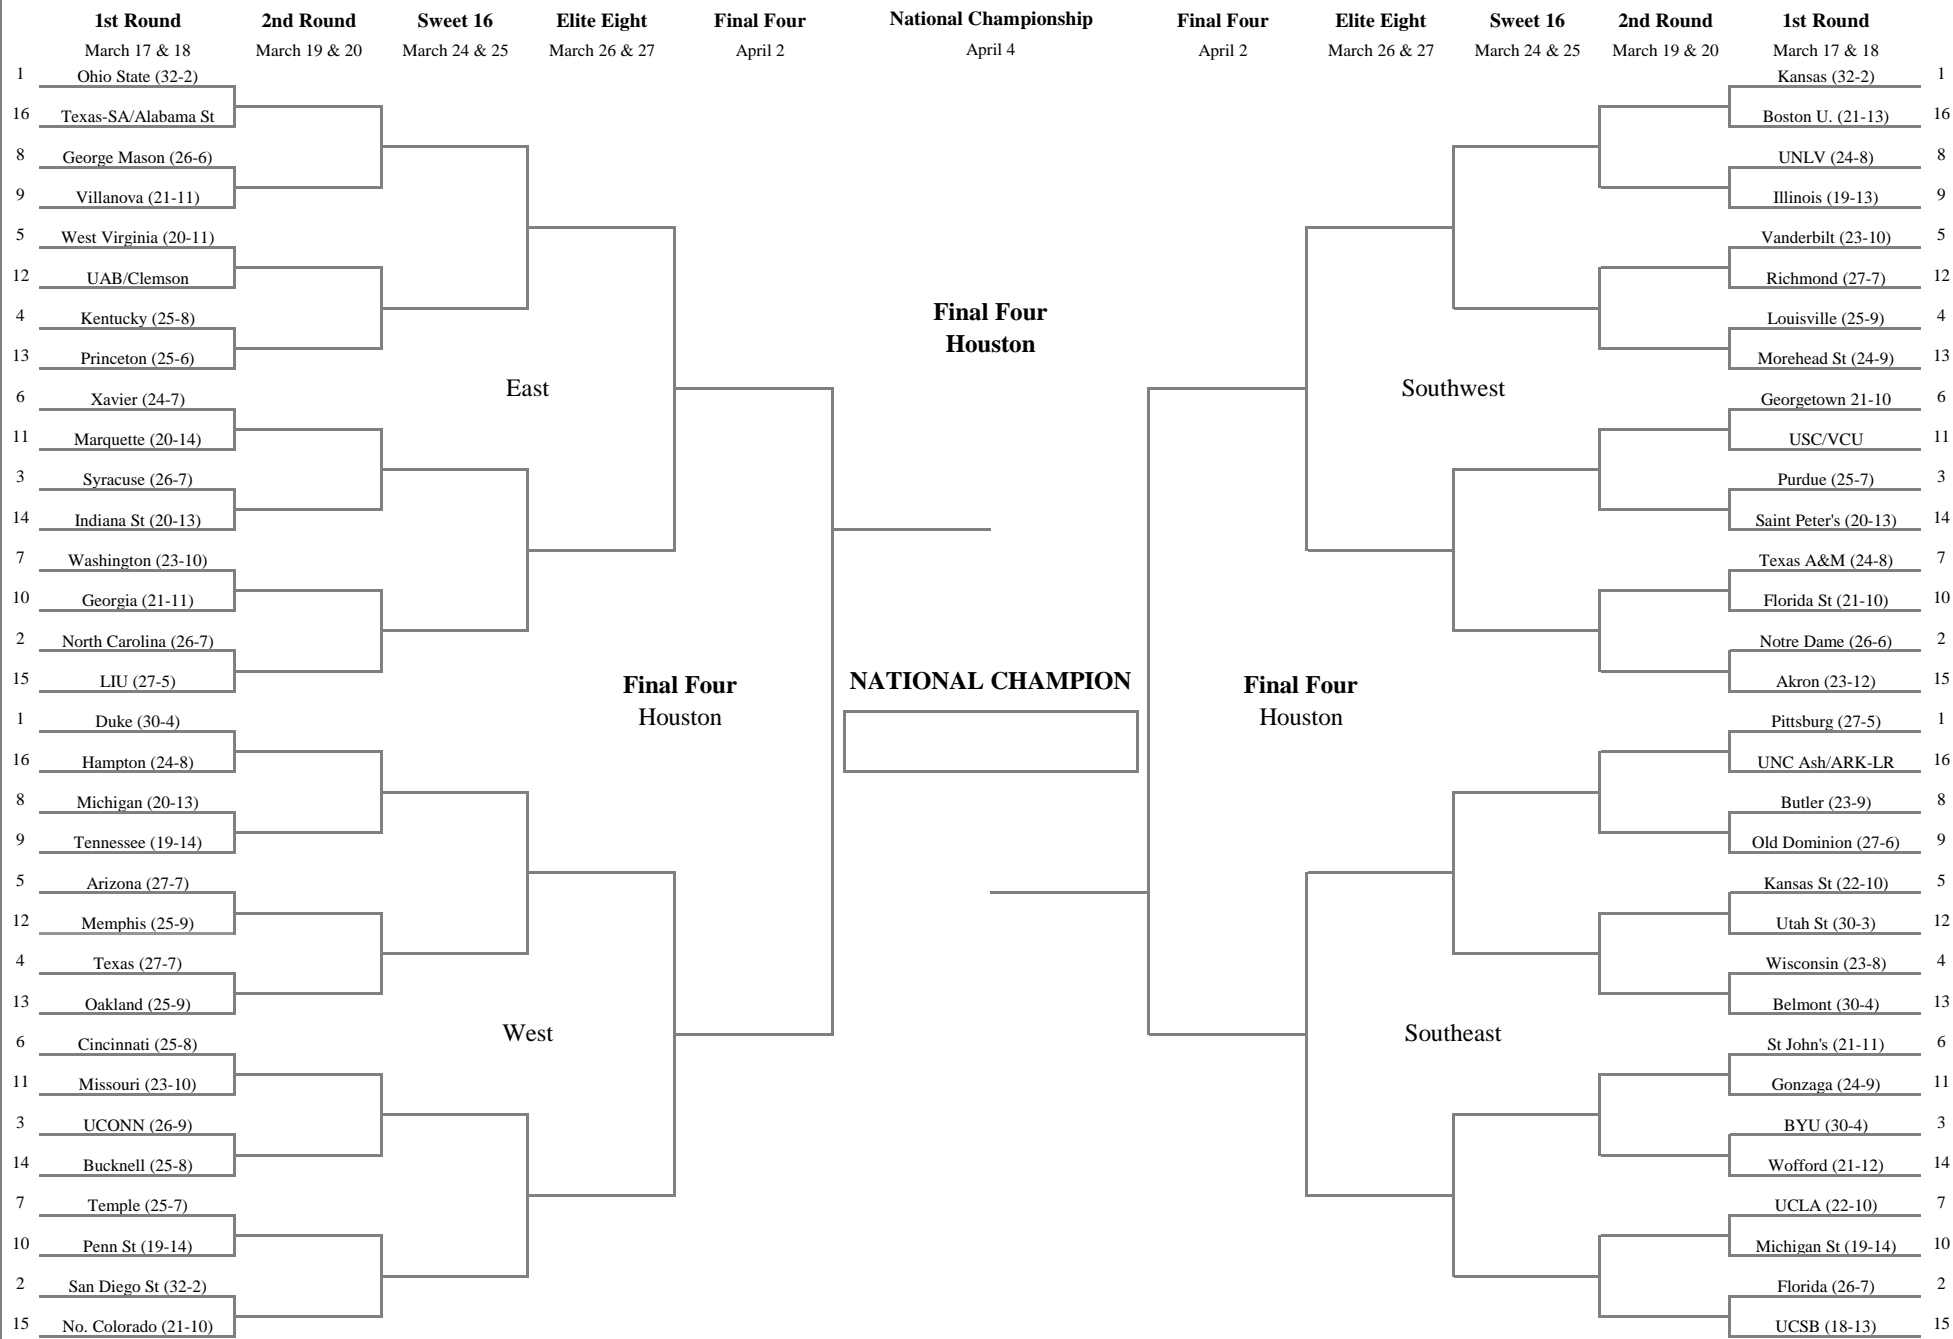 1st Round
2nd Round
Sweet 16
Elite Eight
Final Four
National Championship
Final Four
Elite Eight
Sweet 16
2nd Round
1st Round
March 17 & 18
March 19 & 20
March 24 & 25
March 26 & 27
April 2
April 4
April 2
March 26 & 27
March 24 & 25
March 19 & 20
March 17 & 18
1 Ohio State (32-2)
16 Texas-SA/Alabama St
8 George Mason (26-6)
9 Villanova (21-11)
5 West Virginia (20-11)
12 UAB/Clemson
4 Kentucky (25-8)
13 Princeton (25-6)
East
6 Xavier (24-7)
11 Marquette (20-14)
3 Syracuse (26-7)
14 Indiana St (20-13)
7 Washington (23-10)
10 Georgia (21-11)
2 North Carolina (26-7)
15 LIU (27-5)
1 Duke (30-4)
16 Hampton (24-8)
8 Michigan (20-13)
9 Tennessee (19-14)
5 Arizona (27-7)
12 Memphis (25-9)
4 Texas (27-7)
13 Oakland (25-9)
West
6 Cincinnati (25-8)
11 Missouri (23-10)
3 UCONN (26-9)
14 Bucknell (25-8)
7 Temple (25-7)
10 Penn St (19-14)
2 San Diego St (32-2)
15 No. Colorado (21-10)
Final Four
Houston
Final Four
Houston
NATIONAL CHAMPION
Final Four
Houston
Kansas (32-2) 1
Boston U. (21-13) 16
UNLV (24-8) 8
Illinois (19-13) 9
Vanderbilt (23-10) 5
Richmond (27-7) 12
Louisville (25-9) 4
Morehead St (24-9) 13
Southwest
Georgetown 21-10 6
USC/VCU 11
Purdue (25-7) 3
Saint Peter's (20-13) 14
Texas A&M (24-8) 7
Florida St (21-10) 10
Notre Dame (26-6) 2
Akron (23-12) 15
Pittsburg (27-5) 1
UNC Ash/ARK-LR 16
Butler (23-9) 8
Old Dominion (27-6) 9
Kansas St (22-10) 5
Utah St (30-3) 12
Wisconsin (23-8) 4
Belmont (30-4) 13
Southeast
St John's (21-11) 6
Gonzaga (24-9) 11
BYU (30-4) 3
Wofford (21-12) 14
UCLA (22-10) 7
Michigan St (19-14) 10
Florida (26-7) 2
UCSB (18-13) 15